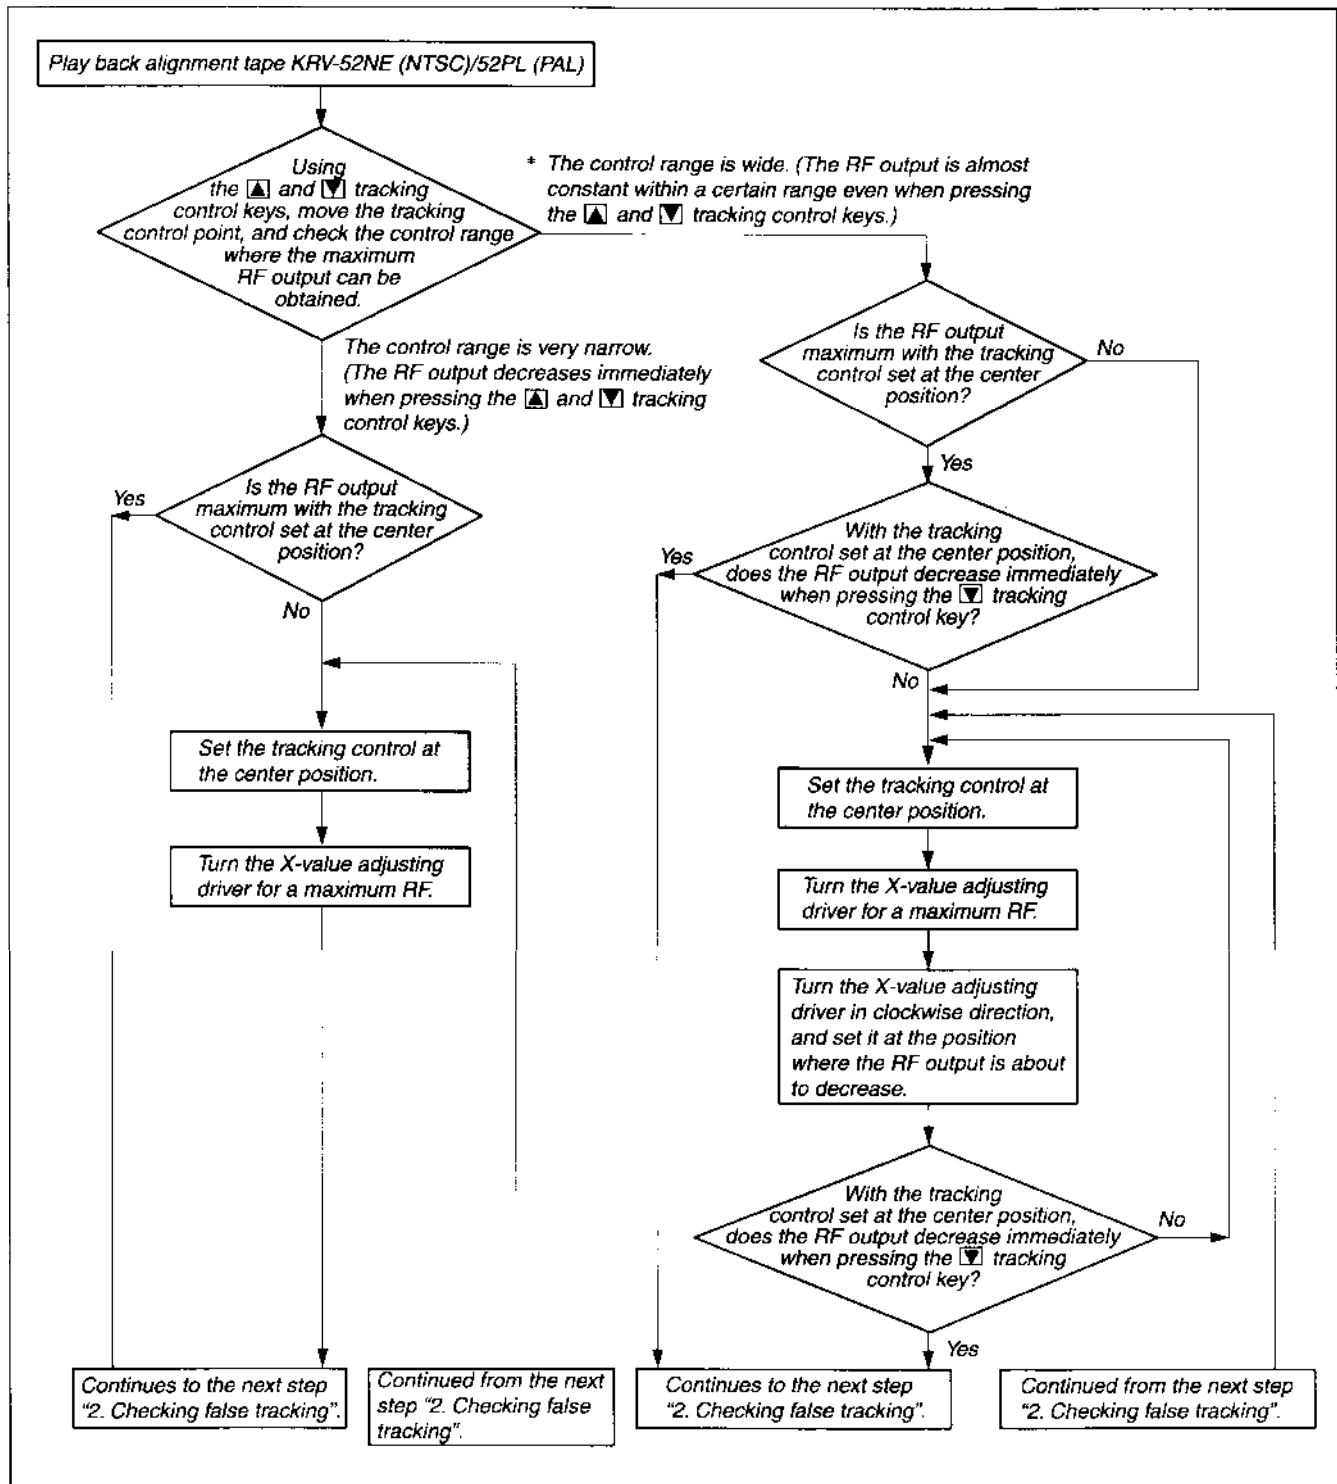 Play back alignment tape KRV-52NE (NTSC)/52PL (PAL)
Using
the ▲ and ▼ tracking
control keys, move the tracking
control point, and check the control range
where the maximum
RF output can be
obtained.
* The control range is wide. (The RF output is almost
constant within a certain range even when pressing
the ▲ and ▼ tracking control keys.)
The control range is very narrow.
(The RF output decreases immediately
when pressing the ▲ and ▼ tracking
control keys.)
Is the RF output
maximum with the tracking
control set at the center
position?
No
Yes
Is the RF output
maximum with the tracking
control set at the center
position?
Yes
No
With the tracking
control set at the center position,
does the RF output decrease immediately
when pressing the ▼ tracking
control key?
Yes
No
Set the tracking control at
the center position.
Turn the X-value adjusting
driver for a maximum RF.
Set the tracking control at
the center position.
Turn the X-value adjusting
driver for a maximum RF.
Turn the X-value adjusting
driver in clockwise direction,
and set it at the position
where the RF output is about
to decrease.
With the tracking
control set at the center position,
does the RF output decrease immediately
when pressing the ▼ tracking
control key?
No
Yes
Continues to the next step
"2. Checking false tracking".
Continued from the next
step "2. Checking false
tracking".
Continues to the next step
"2. Checking false tracking".
Continued from the next step
"2. Checking false tracking".